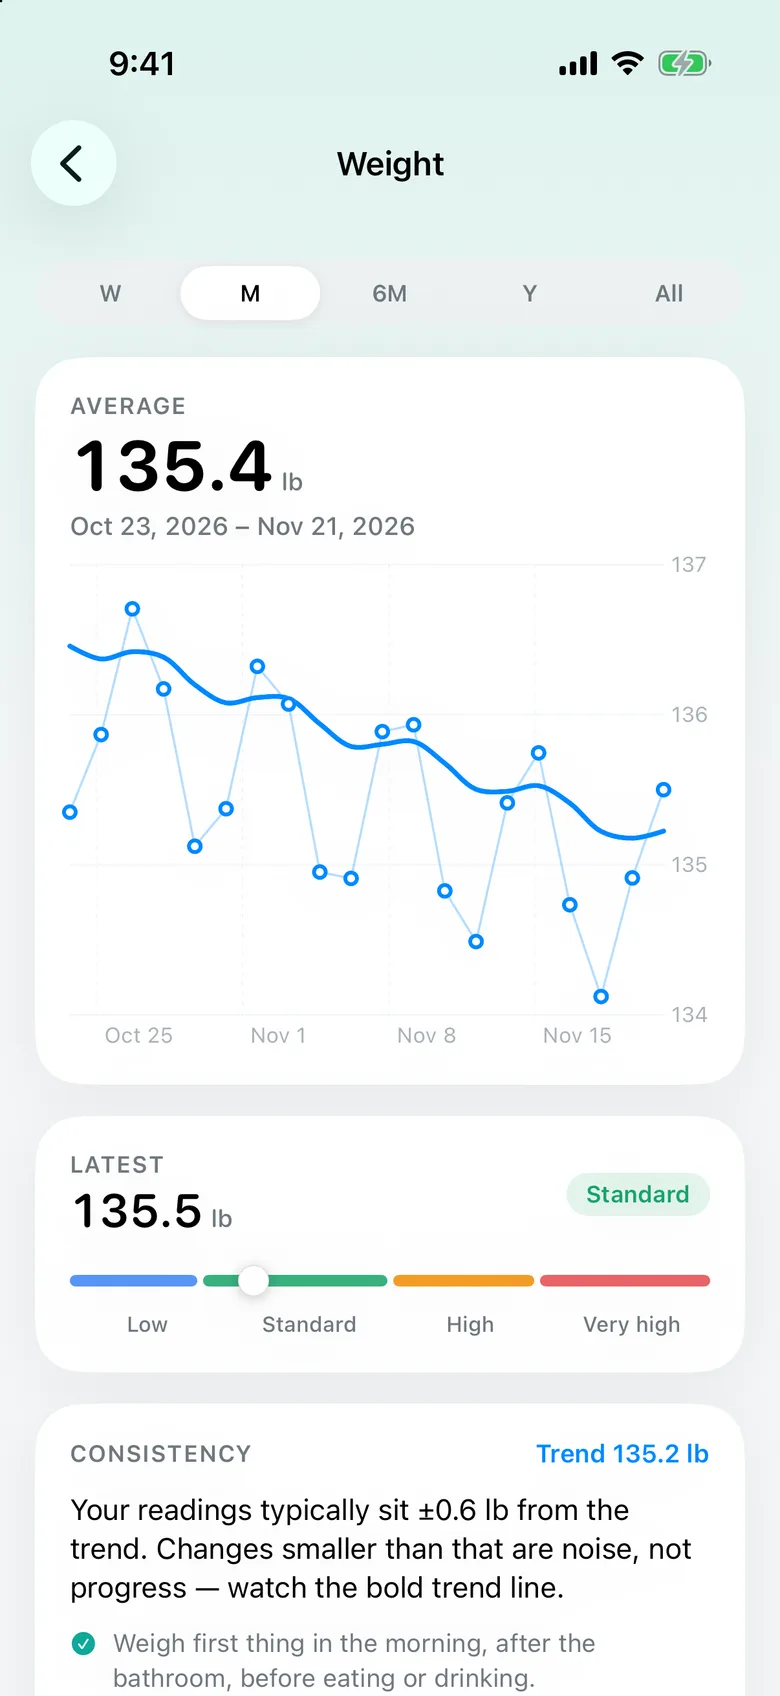 9:41
Weight
W M 6M Y All
AVERAGE
135.4 lb
Oct 23, 2026 – Nov 21, 2026
137
136
135
134
Oct 25 Nov 1 Nov 8 Nov 15
LATEST
135.5 lb
Standard
Low Standard High Very high
CONSISTENCY
Trend 135.2 lb
Your readings typically sit ±0.6 lb from the
trend. Changes smaller than that are noise, not
progress — watch the bold trend line.
Weigh first thing in the morning, after the
bathroom, before eating or drinking.